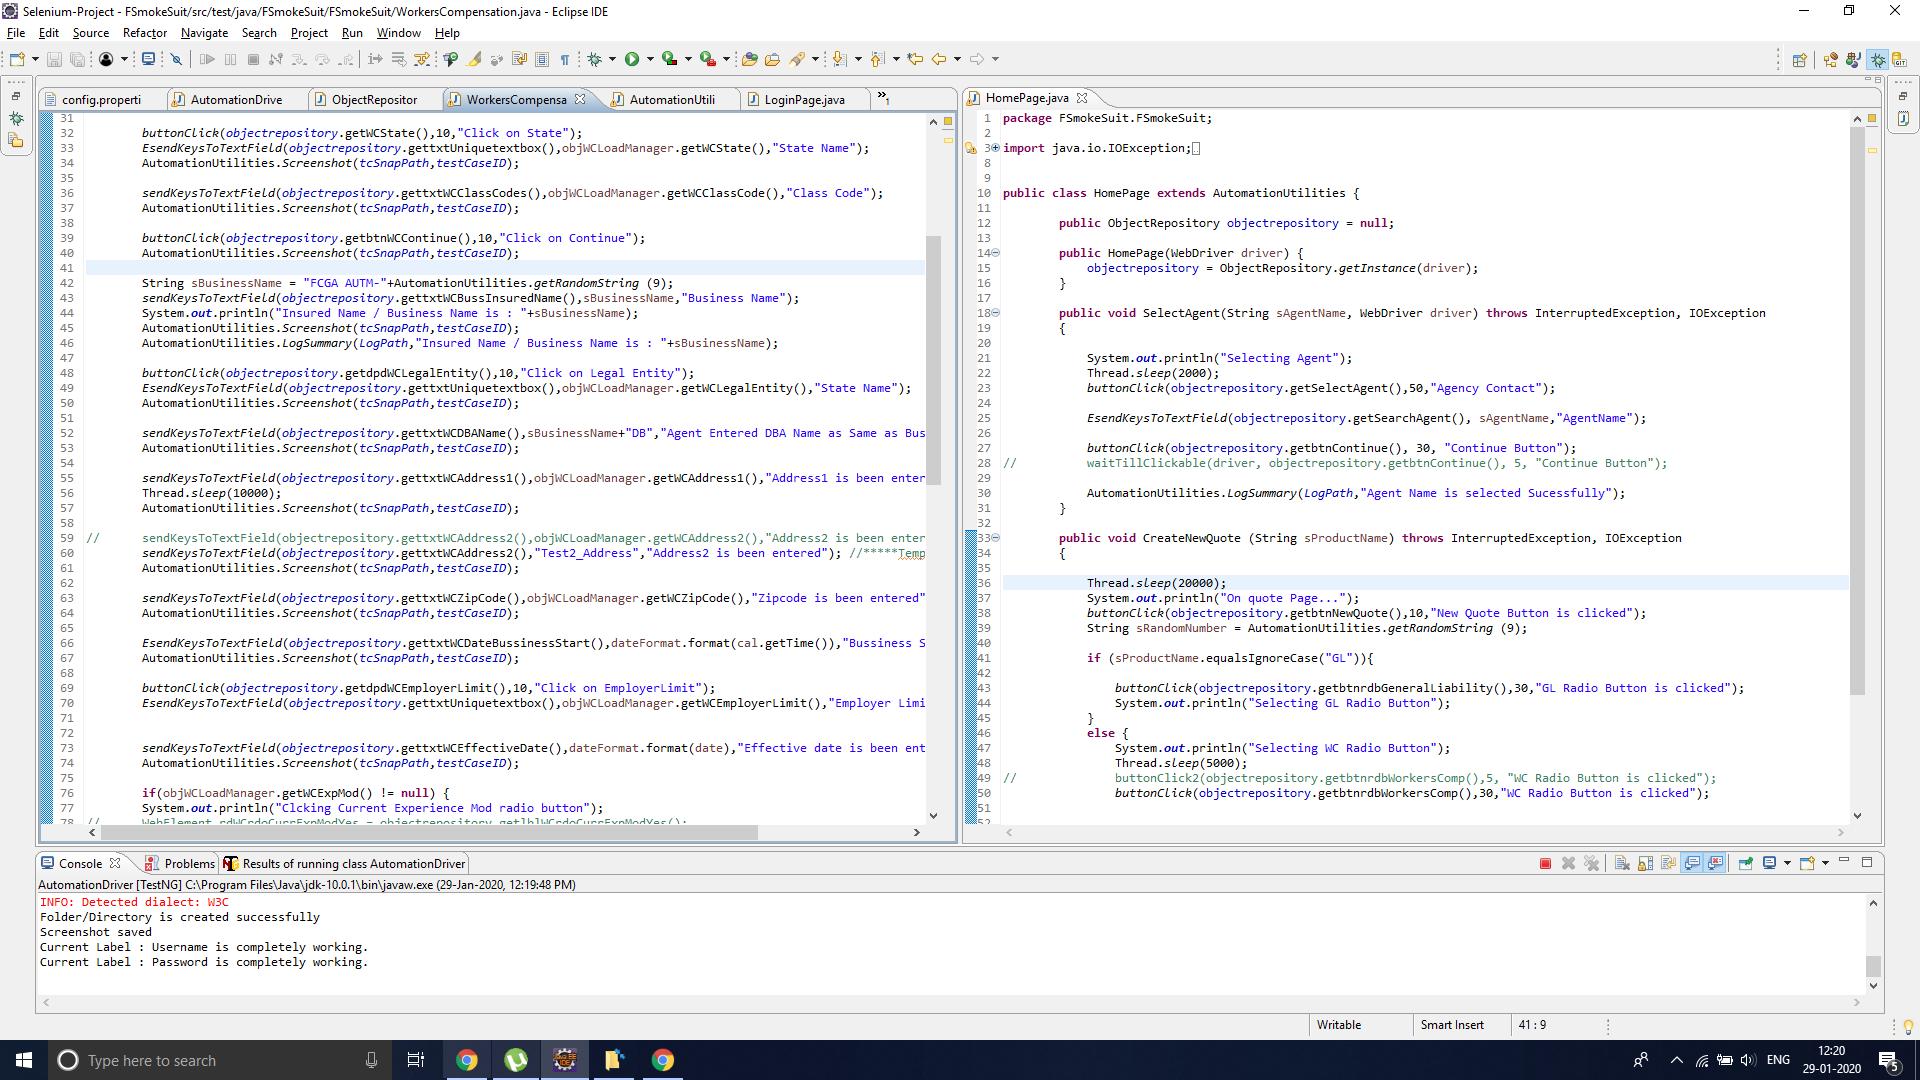 Selenium-Project - FSmokeSuit/src/test/java/FSmokeSuit/FSmokeSuit/WorkersCompensation.java - Eclipse IDE
File Edit Source Refactor Navigate Search Project Run Window Help
config.properti AutomationDrive ObjectRepositor WorkersCompensa AutomationUtili LoginPage.java »1
31
32 buttonClick(objectrepository.getWCState(),10,"Click on State");
33 EsendKeysToTextField(objectrepository.gettxtUniquetextbox(),objWCLoadManager.getWCState(),"State Name");
34 AutomationUtilities.Screenshot(tcSnapPath,testCaseID);
35
36 sendKeysToTextField(objectrepository.gettxtWCClassCodes(),objWCLoadManager.getWCClassCode(),"Class Code");
37 AutomationUtilities.Screenshot(tcSnapPath,testCaseID);
38
39 buttonClick(objectrepository.getbtnWCContinue(),10,"Click on Continue");
40 AutomationUtilities.Screenshot(tcSnapPath,testCaseID);
41
42 String sBusinessName = "FCGA AUTM-"+AutomationUtilities.getRandomString (9);
43 sendKeysToTextField(objectrepository.gettxtWCBussInsuredName(),sBusinessName,"Business Name");
44 System.out.println("Insured Name / Business Name is : "+sBusinessName);
45 AutomationUtilities.Screenshot(tcSnapPath,testCaseID);
46 AutomationUtilities.LogSummary(LogPath,"Insured Name / Business Name is : "+sBusinessName);
47
48 buttonClick(objectrepository.getdpdWCLegalEntity(),10,"Click on Legal Entity");
49 EsendKeysToTextField(objectrepository.gettxtUniquetextbox(),objWCLoadManager.getWCLegalEntity(),"State Name");
50 AutomationUtilities.Screenshot(tcSnapPath,testCaseID);
51
52 sendKeysToTextField(objectrepository.gettxtWCDBAName(),sBusinessName+"DB","Agent Entered DBA Name as Same as Bus
53 AutomationUtilities.Screenshot(tcSnapPath,testCaseID);
54
55 sendKeysToTextField(objectrepository.gettxtWCAddress1(),objWCLoadManager.getWCAddress1(),"Address1 is been enter
56 Thread.sleep(10000);
57 AutomationUtilities.Screenshot(tcSnapPath,testCaseID);
58
59 // sendKeysToTextField(objectrepository.gettxtWCAddress2(),objWCLoadManager.getWCAddress2(),"Address2 is been enter
60 sendKeysToTextField(objectrepository.gettxtWCAddress2(),"Test2_Address","Address2 is been entered"); //*****Temp
61 AutomationUtilities.Screenshot(tcSnapPath,testCaseID);
62
63 sendKeysToTextField(objectrepository.gettxtWCZipCode(),objWCLoadManager.getWCZipCode(),"Zipcode is been entered"
64 AutomationUtilities.Screenshot(tcSnapPath,testCaseID);
65
66 EsendKeysToTextField(objectrepository.gettxtWCDateBussinessStart(),dateFormat.format(cal.getTime()),"Bussiness S
67 AutomationUtilities.Screenshot(tcSnapPath,testCaseID);
68
69 buttonClick(objectrepository.getdpdWCEmployerLimit(),10,"Click on EmployerLimit");
70 EsendKeysToTextField(objectrepository.gettxtUniquetextbox(),objWCLoadManager.getWCEmployerLimit(),"Employer Limi
71
72
73 sendKeysToTextField(objectrepository.gettxtWCEffectiveDate(),dateFormat.format(date),"Effective date is been ent
74 AutomationUtilities.Screenshot(tcSnapPath,testCaseID);
75
76 if(objWCLoadManager.getWCExpMod() != null) {
77 System.out.println("Clcking Current Experience Mod radio button");
78 // WebElement rdWCrdoCurrExpModYes = objectrepository.getlblWCrdoCurrExpModYes();
HomePage.java
1 package FSmokeSuit.FSmokeSuit;
2
3 import java.io.IOException;
8
9
10 public class HomePage extends AutomationUtilities {
11
12 public ObjectRepository objectrepository = null;
13
14 public HomePage(WebDriver driver) {
15 objectrepository = ObjectRepository.getInstance(driver);
16 }
17
18 public void SelectAgent(String sAgentName, WebDriver driver) throws InterruptedException, IOException
19 {
20
21 System.out.println("Selecting Agent");
22 Thread.sleep(2000);
23 buttonClick(objectrepository.getSelectAgent(),50,"Agency Contact");
24
25 EsendKeysToTextField(objectrepository.getSearchAgent(), sAgentName,"AgentName");
26
27 buttonClick(objectrepository.getbtnContinue(), 30, "Continue Button");
28 // waitTillClickable(driver, objectrepository.getbtnContinue(), 5, "Continue Button");
29
30 AutomationUtilities.LogSummary(LogPath,"Agent Name is selected Sucessfully");
31 }
32
33 public void CreateNewQuote (String sProductName) throws InterruptedException, IOException
34 {
35
36 Thread.sleep(20000);
37 System.out.println("On quote Page...");
38 buttonClick(objectrepository.getbtnNewQuote(),10,"New Quote Button is clicked");
39 String sRandomNumber = AutomationUtilities.getRandomString (9);
40
41 if (sProductName.equalsIgnoreCase("GL")){
42
43 buttonClick(objectrepository.getbtnrdbGeneralLiability(),30,"GL Radio Button is clicked");
44 System.out.println("Selecting GL Radio Button");
45 }
46 else {
47 System.out.println("Selecting WC Radio Button");
48 Thread.sleep(5000);
49 // buttonClick2(objectrepository.getbtnrdbWorkersComp(),5, "WC Radio Button is clicked");
50 buttonClick(objectrepository.getbtnrdbWorkersComp(),30,"WC Radio Button is clicked");
51
52
Console Problems Results of running class AutomationDriver
AutomationDriver [TestNG] C:\Program Files\Java\jdk-10.0.1\bin\javaw.exe (29-Jan-2020, 12:19:48 PM)
INFO: Detected dialect: W3C
Folder/Directory is created successfully
Screenshot saved
Current Label : Username is completely working.
Current Label : Password is completely working.
Writable Smart Insert 41 : 9
Type here to search
ENG
12:20
29-01-2020
5